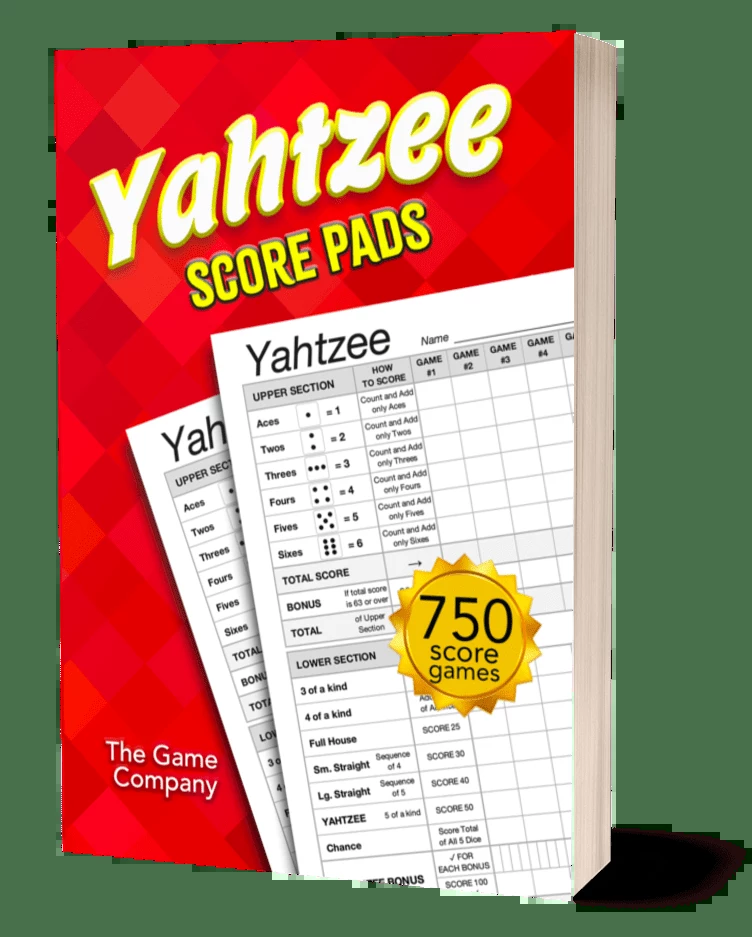 Yahtzee
SCORE PADS
Yahtzee
Name
UPPER SECTION
HOW TO SCORE
GAME #1
GAME #2
GAME #3
GAME #4
Aces = 1 Count and Add only Aces
Twos = 2 Count and Add only Twos
Threes = 3 Count and Add only Threes
Fours = 4 Count and Add only Fours
Fives = 5 Count and Add only Fives
Sixes = 6 Count and Add only Sixes
TOTAL SCORE →
BONUS If total score is 63 or over
TOTAL of Upper Section
LOWER SECTION
3 of a kind
4 of a kind
Full House SCORE 25
Sm. Straight Sequence of 4 SCORE 30
Lg. Straight Sequence of 5 SCORE 40
YAHTZEE 5 of a kind SCORE 50
Chance Score Total of All 5 Dice
BONUS ✓ FOR EACH BONUS
SCORE 100
750
score
games
Yah
UPPER SECT
Aces
Twos
Threes
Fours
Fives
Sixes
TOTAL
BONU
TOTA
LOW
3 o
4
The Game
Company